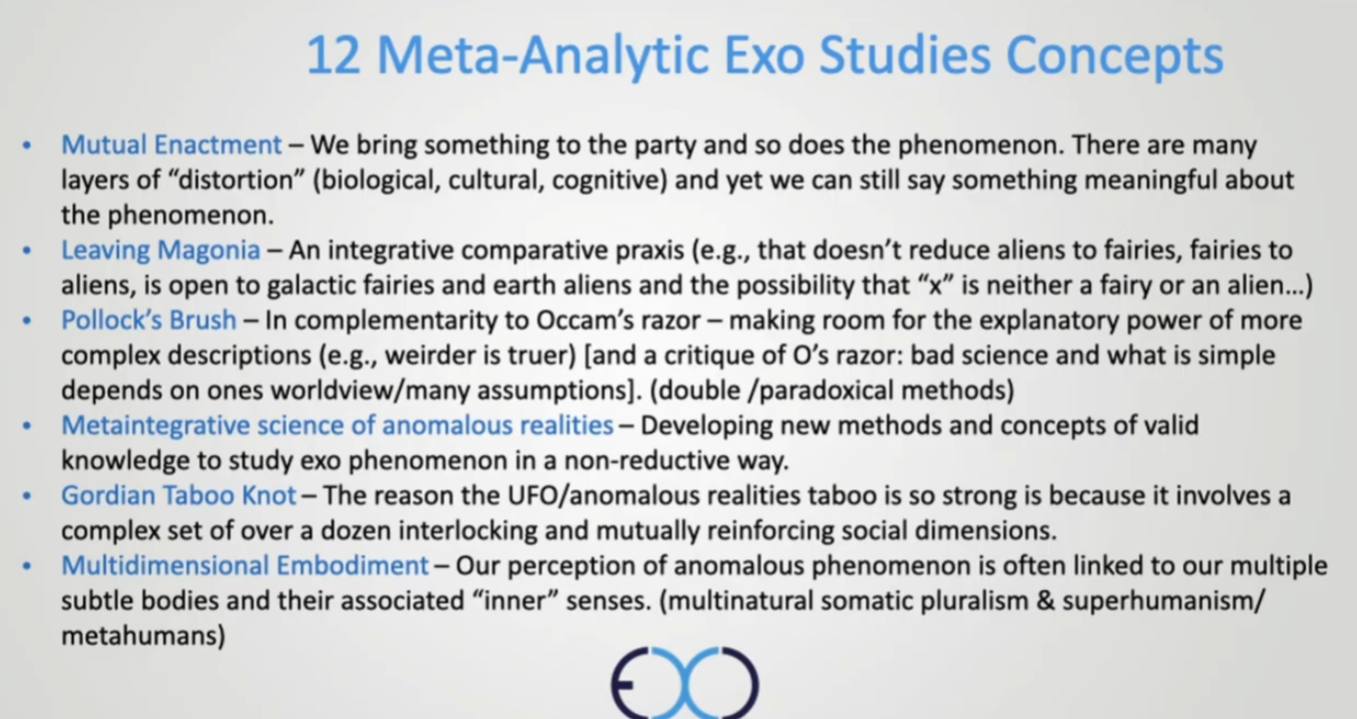 12 Meta-Analytic Exo Studies Concepts
• Mutual Enactment – We bring something to the party and so does the phenomenon. There are many
layers of “distortion” (biological, cultural, cognitive) and yet we can still say something meaningful about
the phenomenon.
• Leaving Magonia – An integrative comparative praxis (e.g., that doesn’t reduce aliens to fairies, fairies to
aliens, is open to galactic fairies and earth aliens and the possibility that “x” is neither a fairy or an alien...)
• Pollock’s Brush – In complementarity to Occam’s razor – making room for the explanatory power of more
complex descriptions (e.g., weirder is truer) [and a critique of O’s razor: bad science and what is simple
depends on ones worldview/many assumptions]. (double /paradoxical methods)
• Metaintegrative science of anomalous realities – Developing new methods and concepts of valid
knowledge to study exo phenomenon in a non-reductive way.
• Gordian Taboo Knot – The reason the UFO/anomalous realities taboo is so strong is because it involves a
complex set of over a dozen interlocking and mutually reinforcing social dimensions.
• Multidimensional Embodiment – Our perception of anomalous phenomenon is often linked to our multiple
subtle bodies and their associated “inner” senses. (multinatural somatic pluralism & superhumanism/
metahumans)
EXO